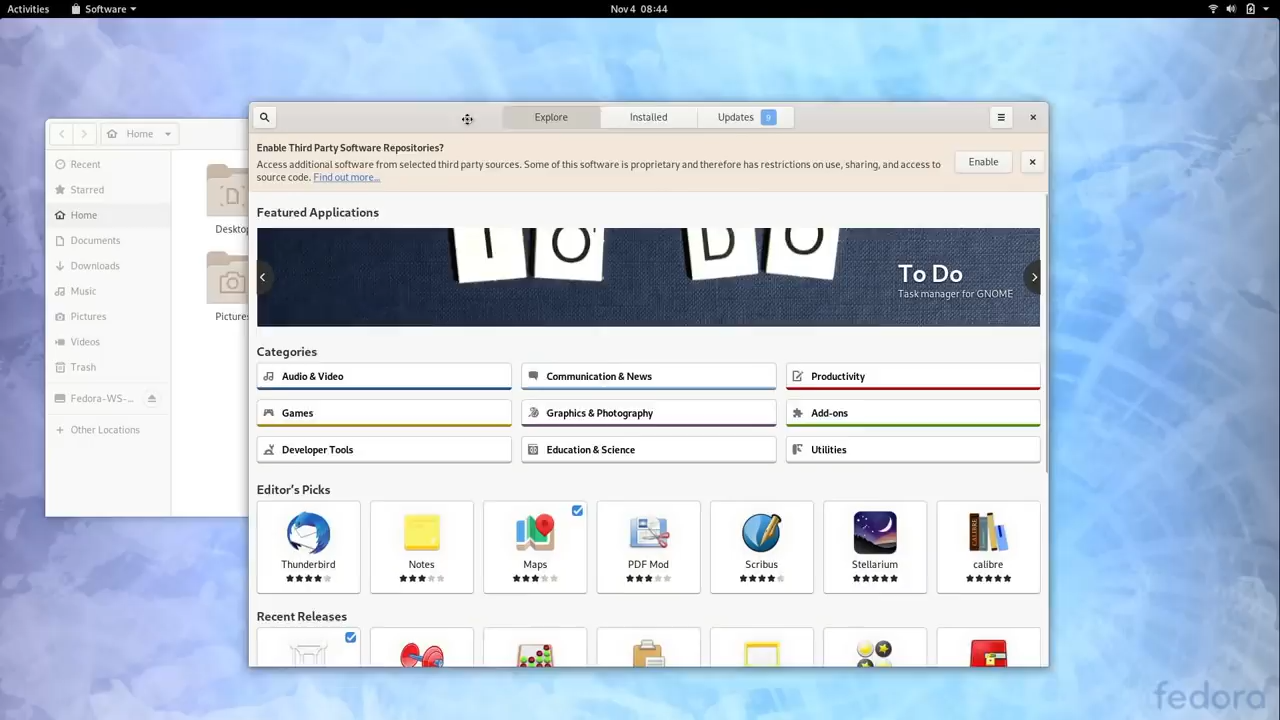 Activities
Software
Nov 4 08:44
Home
Recent
Starred
Home
Documents
Downloads
Music
Pictures
Videos
Trash
Fedora-WS-...
Other Locations
Desktop
Pictures
Explore
Installed
Updates 9
Enable Third Party Software Repositories?
Access additional software from selected third party sources. Some of this software is proprietary and therefore has restrictions on use, sharing, and access to
source code. Find out more...
Enable
Featured Applications
TO DO
To Do
Task manager for GNOME
Categories
Audio & Video
Communication & News
Productivity
Games
Graphics & Photography
Add-ons
Developer Tools
Education & Science
Utilities
Editor's Picks
Thunderbird
Notes
Maps
PDF Mod
Scribus
Stellarium
calibre
Recent Releases
fedora